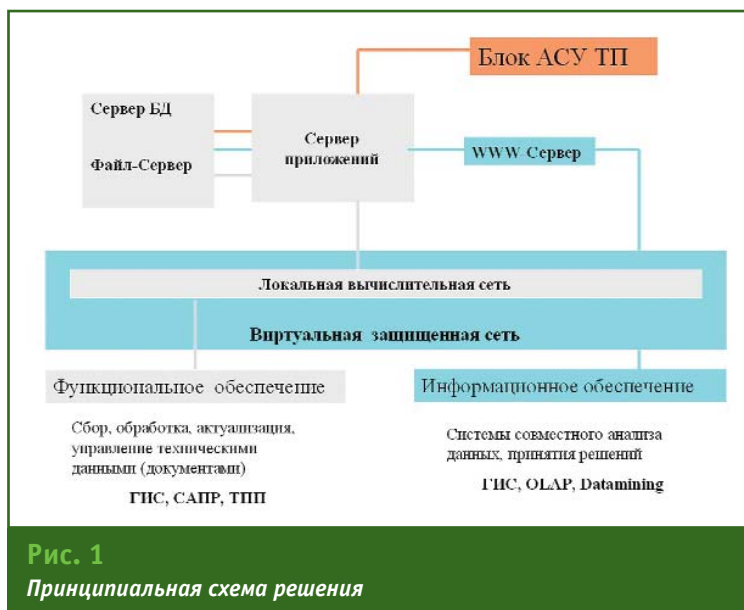 Блок АСУ ТП
Сервер БД
Файл-Сервер
Сервер
приложений
WWW-Сервер
Локальная вычислительная сеть
Виртуальная защищенная сеть
Функциональное обеспечение
Сбор, обработка, актуализация,
управление техническими
данными (документами)
ГИС, САПР, ТПП
Информационное обеспечение
Системы совместного анализа
данных, принятия решений
ГИС, OLAP, Datamining
Рис. 1
Принципиальная схема решения